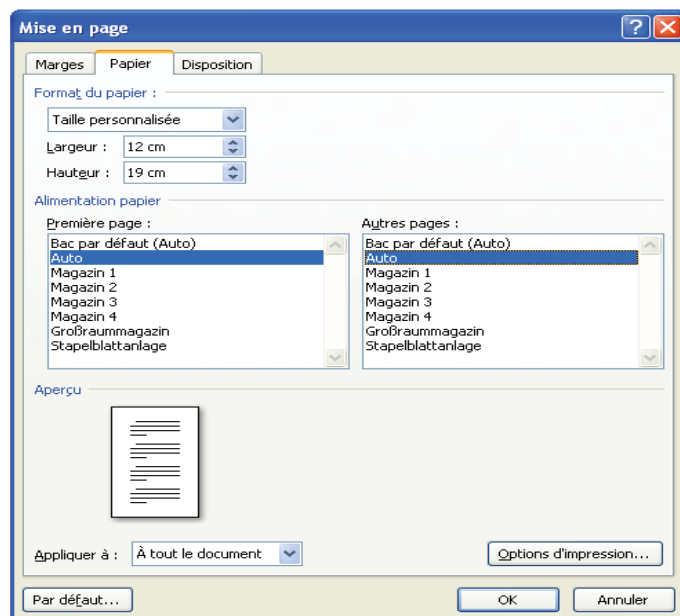 Mise en page
Marges Papier Disposition
Format du papier :
Taille personnalisée
Largeur : 12 cm
Hauteur : 19 cm
Alimentation papier
Première page : Autres pages :
Bac par défaut (Auto) Bac par défaut (Auto)
Auto Auto
Magazin 1 Magazin 1
Magazin 2 Magazin 2
Magazin 3 Magazin 3
Magazin 4 Magazin 4
Großraummagazin Großraummagazin
Stapelblattanlage Stapelblattanlage
Aperçu
Appliquer à : À tout le document Options d'impression...
Par défaut... OK Annuler